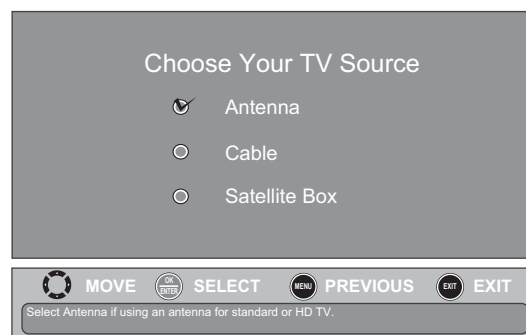 Choose Your TV Source
Antenna
Cable
Satellite Box
MOVE OK ENTER SELECT MENU PREVIOUS EXIT EXIT
Select Antenna if using an antenna for standard or HD TV.